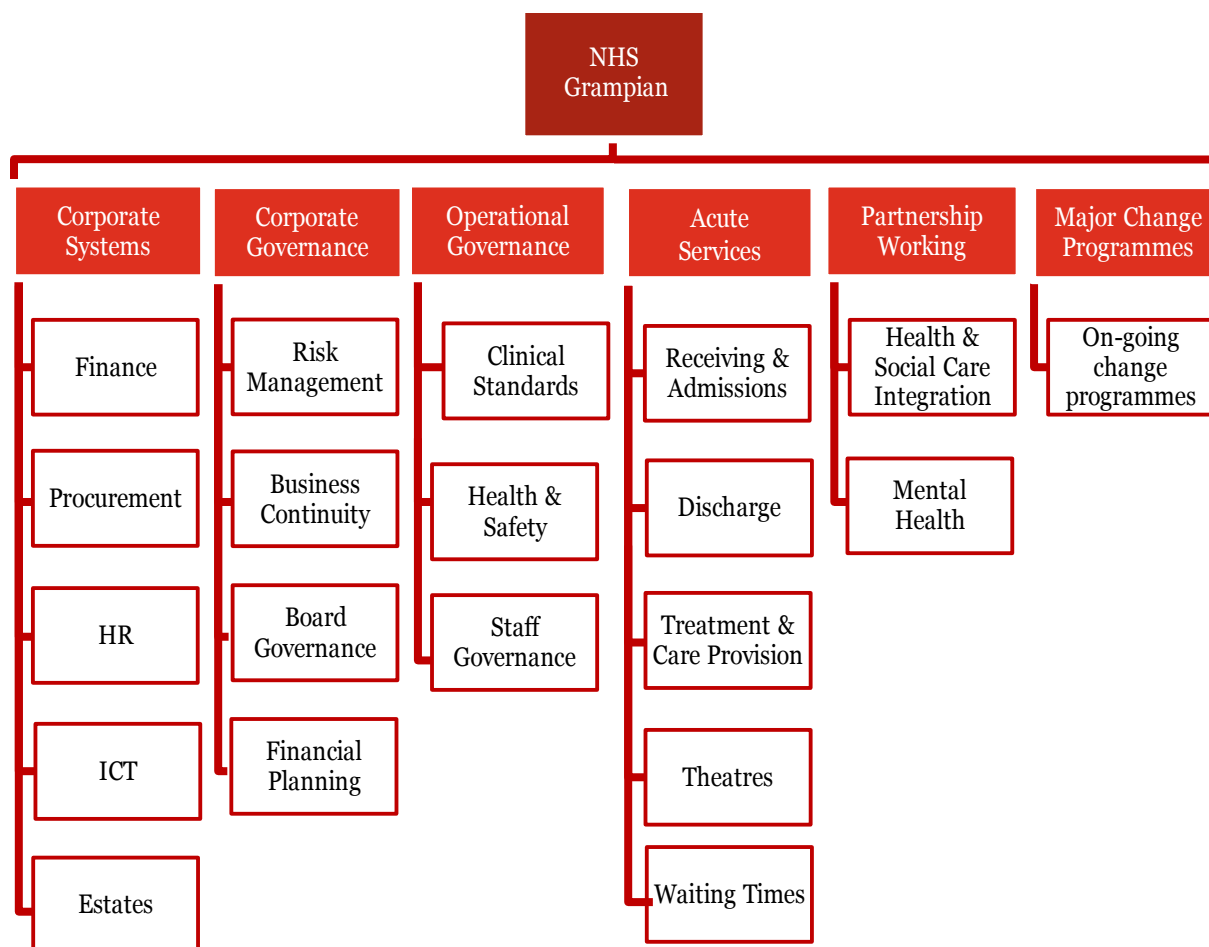 NHS
Grampian
Corporate
Systems
Corporate
Governance
Operational
Governance
Acute
Services
Partnership
Working
Major Change
Programmes
Finance
Procurement
HR
ICT
Estates
Risk
Management
Business
Continuity
Board
Governance
Financial
Planning
Clinical
Standards
Health &
Safety
Staff
Governance
Receiving &
Admissions
Discharge
Treatment &
Care Provision
Theatres
Waiting Times
Health &
Social Care
Integration
Mental
Health
On-going
change
programmes